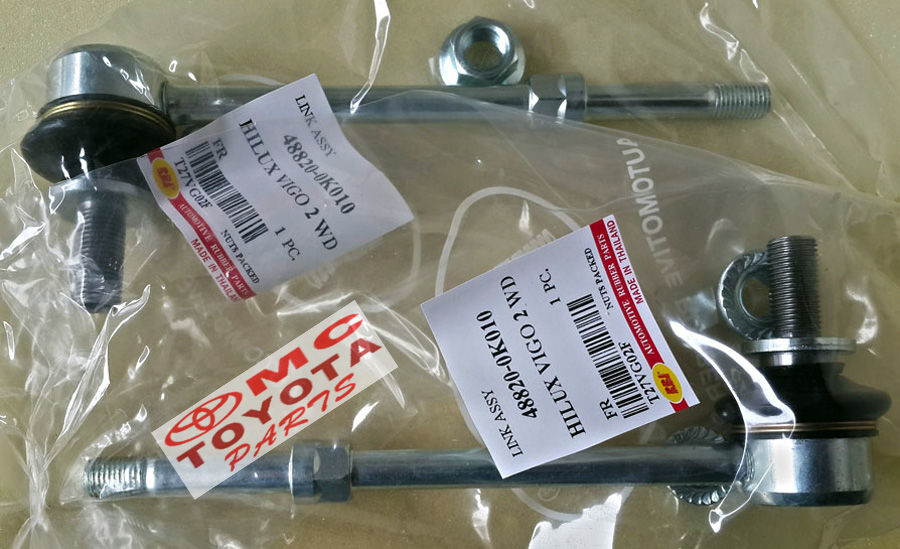 LINK ASSY
48820-0K010
HILUX VIGO 2 WD
FR
1 PC.
T27VG02F
NUTS PACKED
RBI
AUTOMOTIVE RUBBER PARTS
MADE IN THAILAND
LINK ASSY
48820-0K010
HILUX VIGO 2 WD
FR
1 PC.
T27VG02F
NUTS PACKED
RBI
AUTOMOTIVE RUBBER PARTS
MADE IN THAILAND
MC
TOYOTA
PARTS